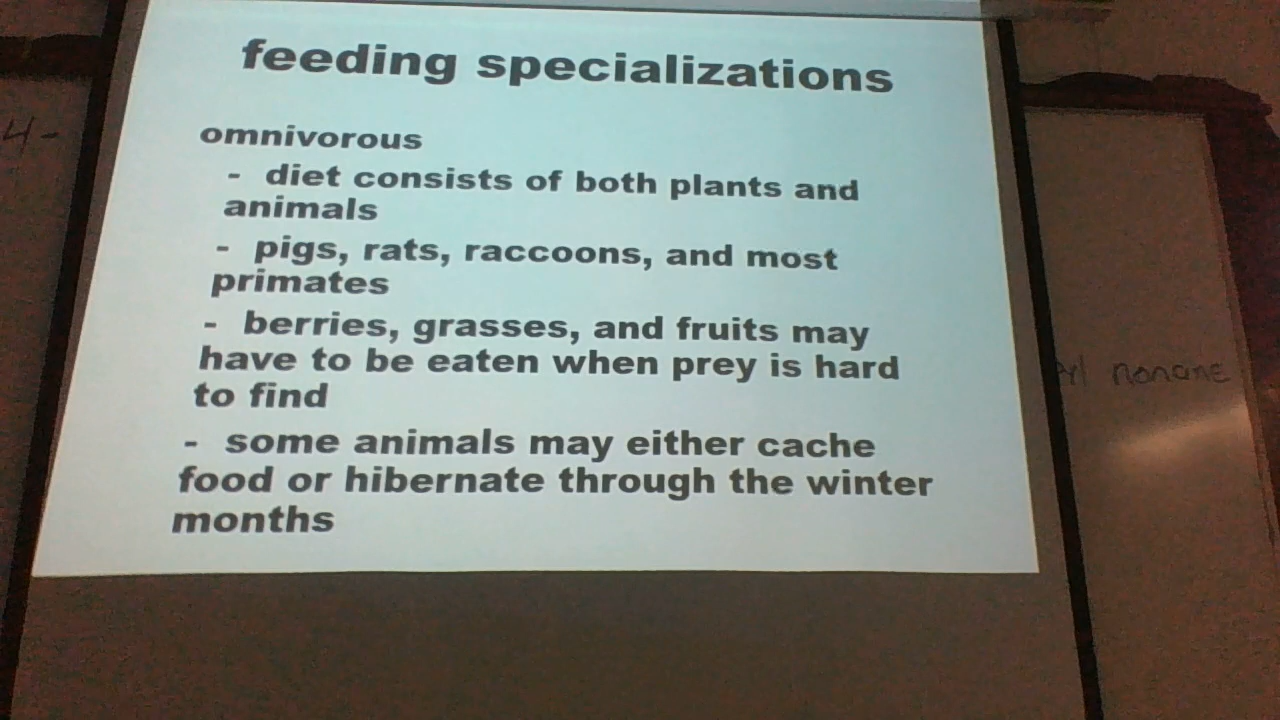 feeding specializations
omnivorous
- diet consists of both plants and
animals
- pigs, rats, raccoons, and most
primates
- berries, grasses, and fruits may
have to be eaten when prey is hard
to find
- some animals may either cache
food or hibernate through the winter
months
4-
nonane